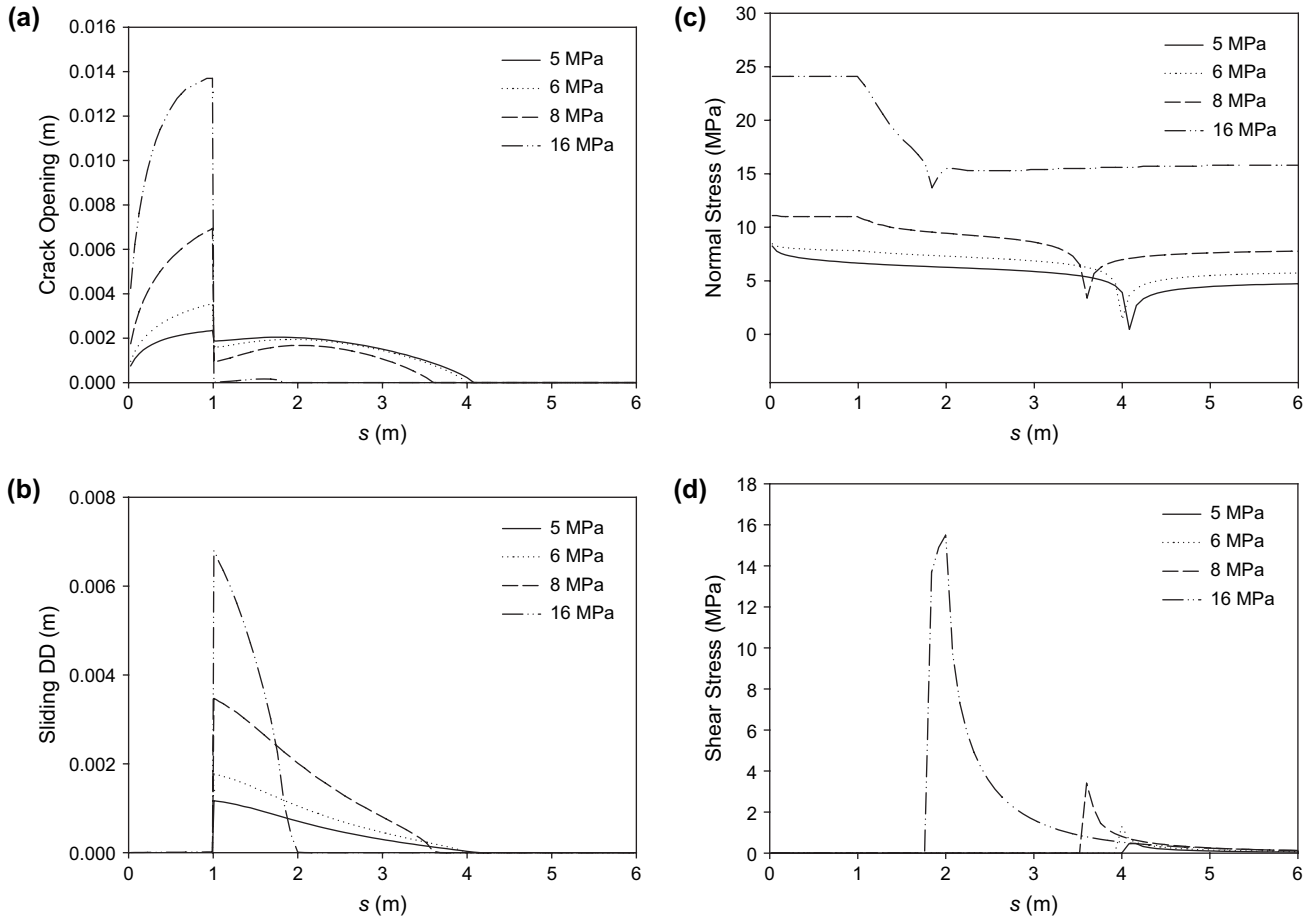 (a)
Crack Opening (m)
0.016
0.014
0.012
0.010
0.008
0.006
0.004
0.002
0.000
0 1 2 3 4 5 6
s (m)
5 MPa
6 MPa
8 MPa
16 MPa
(c)
Normal Stress (MPa)
30
25
20
15
10
5
0
0 1 2 3 4 5 6
s (m)
5 MPa
6 MPa
8 MPa
16 MPa
(b)
Sliding DD (m)
0.008
0.006
0.004
0.002
0.000
0 1 2 3 4 5 6
s (m)
5 MPa
6 MPa
8 MPa
16 MPa
(d)
Shear Stress (MPa)
18
16
14
12
10
8
6
4
2
0
0 1 2 3 4 5 6
s (m)
5 MPa
6 MPa
8 MPa
16 MPa